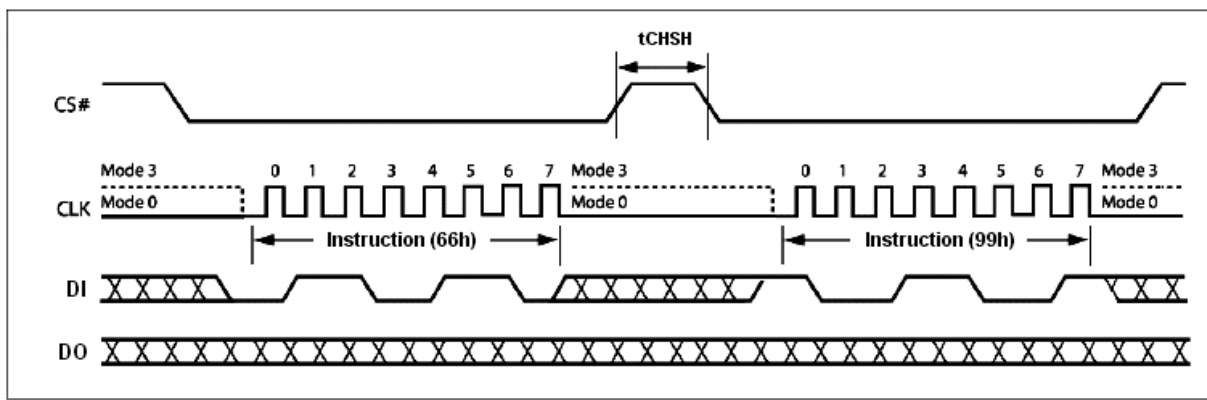 tCHSH
CS#
Mode 3 0 1 2 3 4 5 6 7 Mode 3 0 1 2 3 4 5 6 7 Mode 3
CLK Mode 0 Mode 0 Mode 0
Instruction (66h) Instruction (99h)
DI
DO